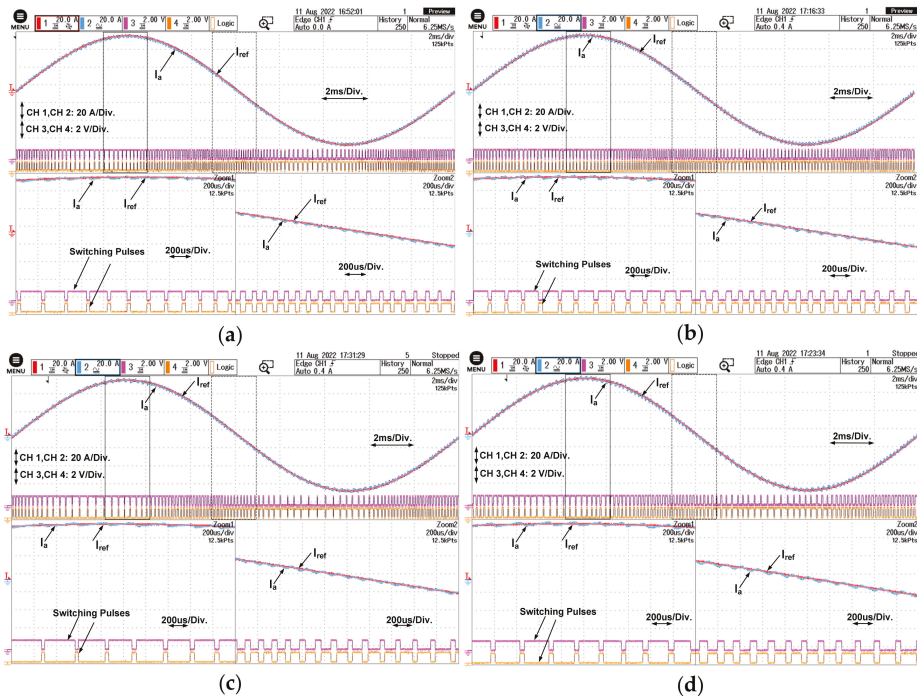 11 Aug 2022 16:52:01 1 Preview
MENU 1 20.0 A 2 20.0 A 3 2.00 V 4 2.00 V Logic Edge CH1 Auto 0.0 A History 250 Normal 6.25MS/s
2ms/div
125kPts
Iref
Ia
2ms/Div.
CH 1,CH 2: 20 A/Div.
CH 3,CH 4: 2 V/Div.
Zoom1
200us/div
12.5kPts
Zoom2
200us/div
12.5kPts
Ia
Iref
Iref
Ia
Switching Pulses
200us/Div.
200us/Div.
(a)
11 Aug 2022 17:16:33 1 Preview
MENU 1 20.0 A 2 20.0 A 3 2.00 V 4 2.00 V Logic Edge CH1 Auto 0.4 A History 250 Normal 6.25MS/s
2ms/div
125kPts
Ia
Iref
2ms/Div.
CH 1,CH 2: 20 A/Div.
CH 3,CH 4: 2 V/Div.
Zoom1
200us/div
12.5kPts
Zoom2
200us/div
12.5kPts
Ia
Iref
Iref
Ia
Switching Pulses
200us/Div.
200us/Div.
(b)
11 Aug 2022 17:31:29 5 Stopped
MENU 1 20.0 A 2 20.0 A 3 2.00 V 4 2.00 V Logic Edge CH1 Auto 0.4 A History 250 Normal 6.25MS/s
2ms/div
125kPts
Iref
Ia
2ms/Div.
CH 1,CH 2: 20 A/Div.
CH 3,CH 4: 2 V/Div.
Zoom1
200us/div
12.5kPts
Zoom2
200us/div
12.5kPts
Ia
Iref
Iref
Ia
Switching Pulses
200us/Div.
200us/Div.
(c)
11 Aug 2022 17:23:34 1 Stopped
MENU 1 20.0 A 2 20.0 A 3 2.00 V 4 2.00 V Logic Edge CH1 Auto 0.4 A History 250 Normal 6.25MS/s
2ms/div
125kPts
Iref
Ia
2ms/Div.
CH 1,CH 2: 20 A/Div.
CH 3,CH 4: 2 V/Div.
Zoom1
200us/div
12.5kPts
Zoom2
200us/div
12.5kPts
Ia
Iref
Iref
Ia
Switching Pulses
200us/Div.
200us/Div.
(d)